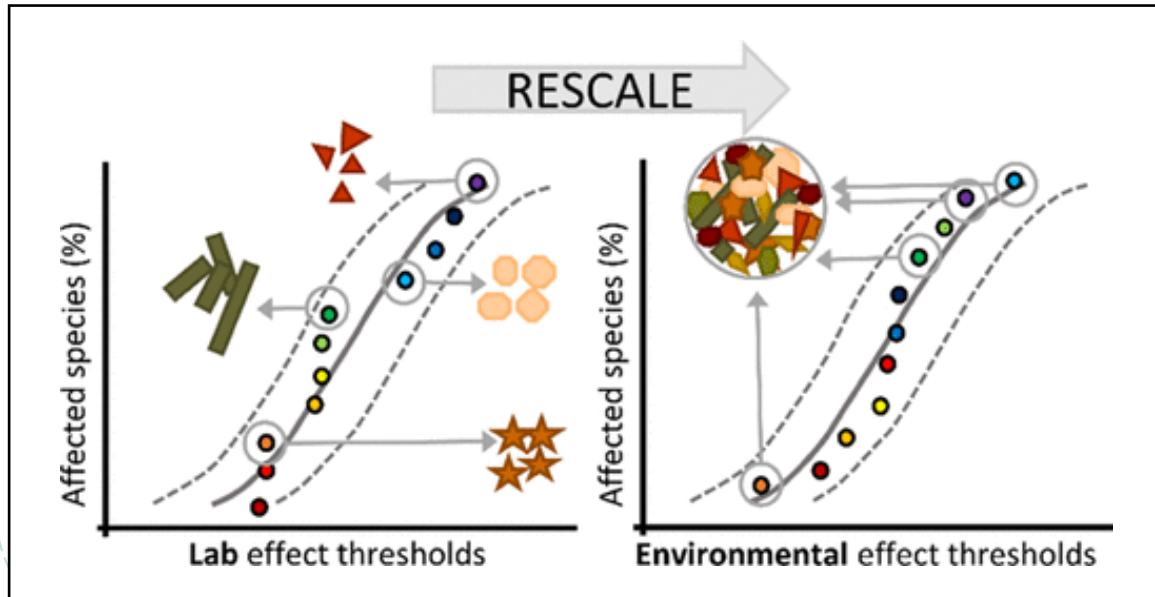 RESCALE
Affected species (%)
Lab effect thresholds
Affected species (%)
Environmental effect thresholds